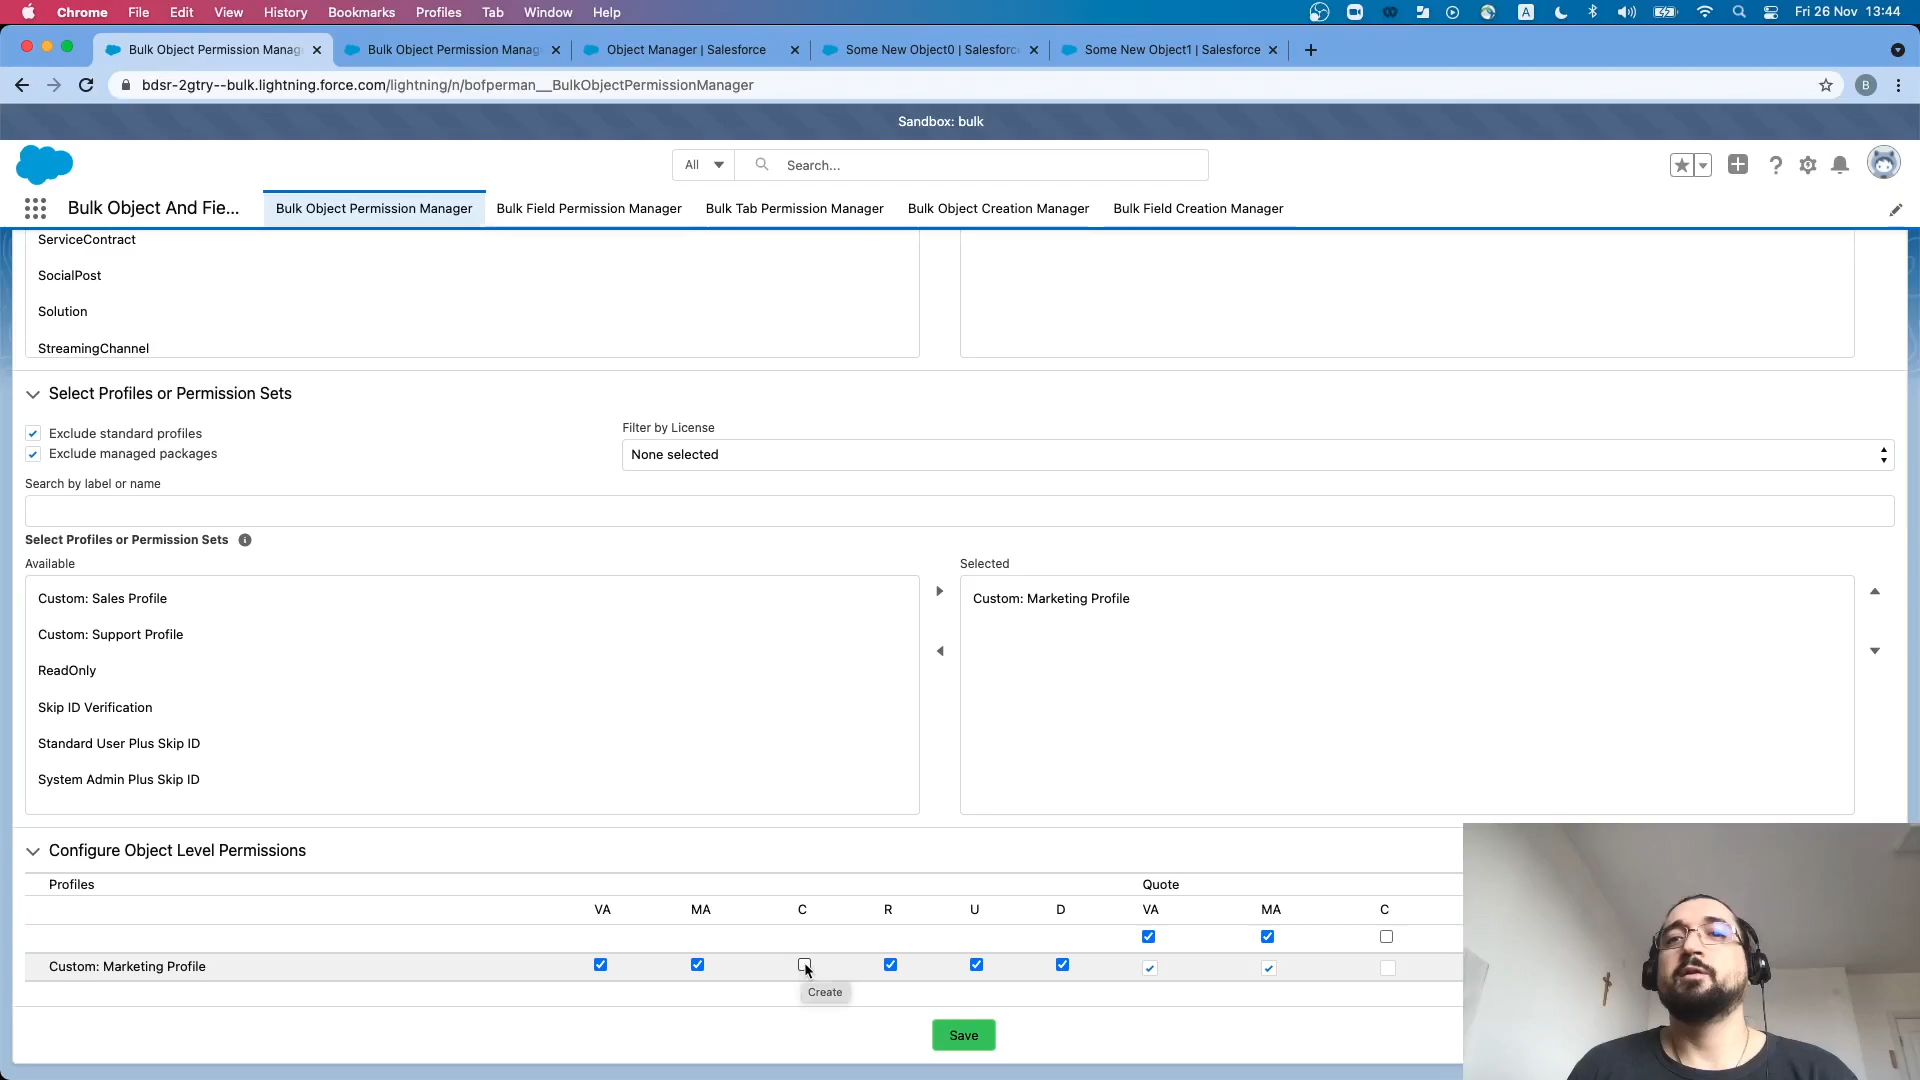 Chrome File Edit View History Bookmarks Profiles Tab Window Help A Fri 26 Nov 13:44
Bulk Object Permission Manag Bulk Object Permission Manag Object Manager | Salesforce Some New Object0 | Salesforc Some New Object1 | Salesforce
bdsr-2gtry--bulk.lightning.force.com/lightning/n/bofperman__BulkObjectPermissionManager B
Sandbox: bulk
All Search...
Bulk Object And Fie... Bulk Object Permission Manager Bulk Field Permission Manager Bulk Tab Permission Manager Bulk Object Creation Manager Bulk Field Creation Manager
ServiceContract
SocialPost
Solution
StreamingChannel
Select Profiles or Permission Sets
Exclude standard profiles
Exclude managed packages
Filter by License
None selected
Search by label or name
Select Profiles or Permission Sets
Available
Custom: Sales Profile
Custom: Support Profile
ReadOnly
Skip ID Verification
Standard User Plus Skip ID
System Admin Plus Skip ID
Selected
Custom: Marketing Profile
Configure Object Level Permissions
Profiles Quote
VA MA C R U D VA MA C
Custom: Marketing Profile
Create
Save